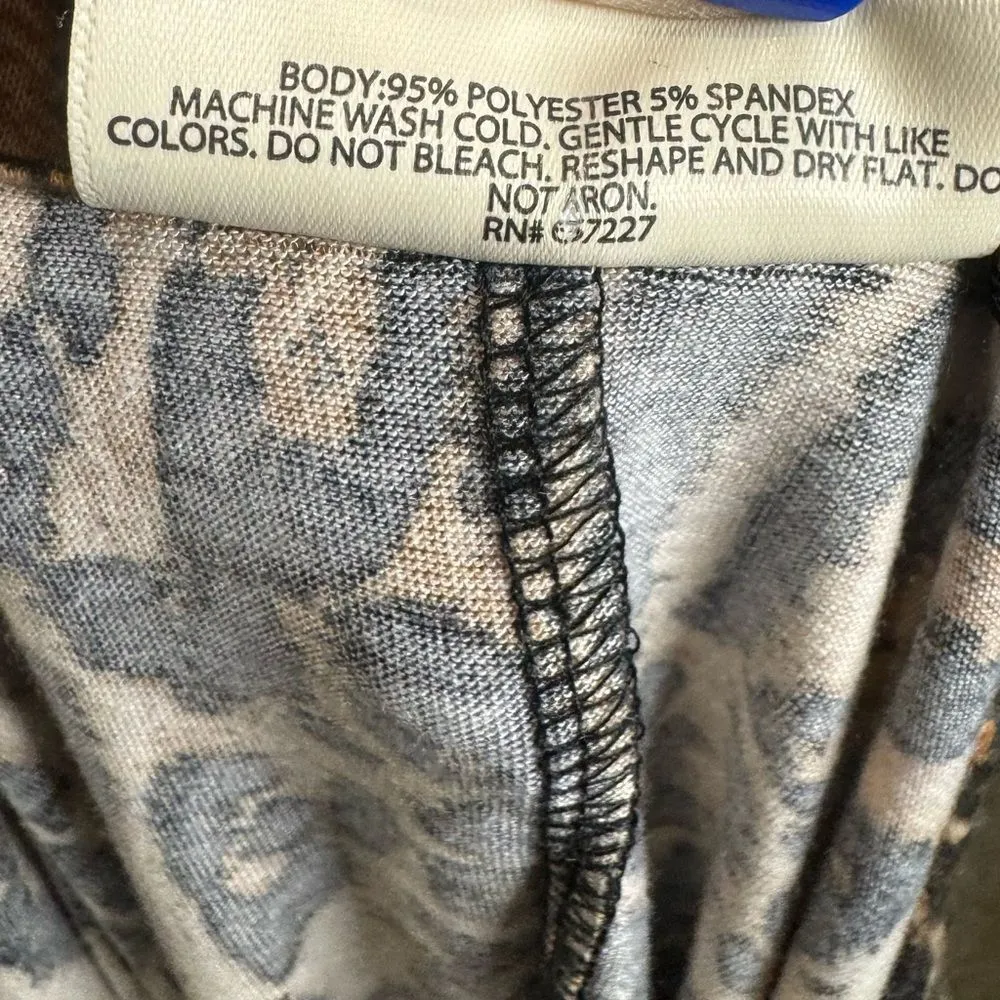 BODY:95% POLYESTER 5% SPANDEX
MACHINE WASH COLD. GENTLE CYCLE WITH LIKE
COLORS. DO NOT BLEACH. RESHAPE AND DRY FLAT. DO
NOT ARON.
RN#